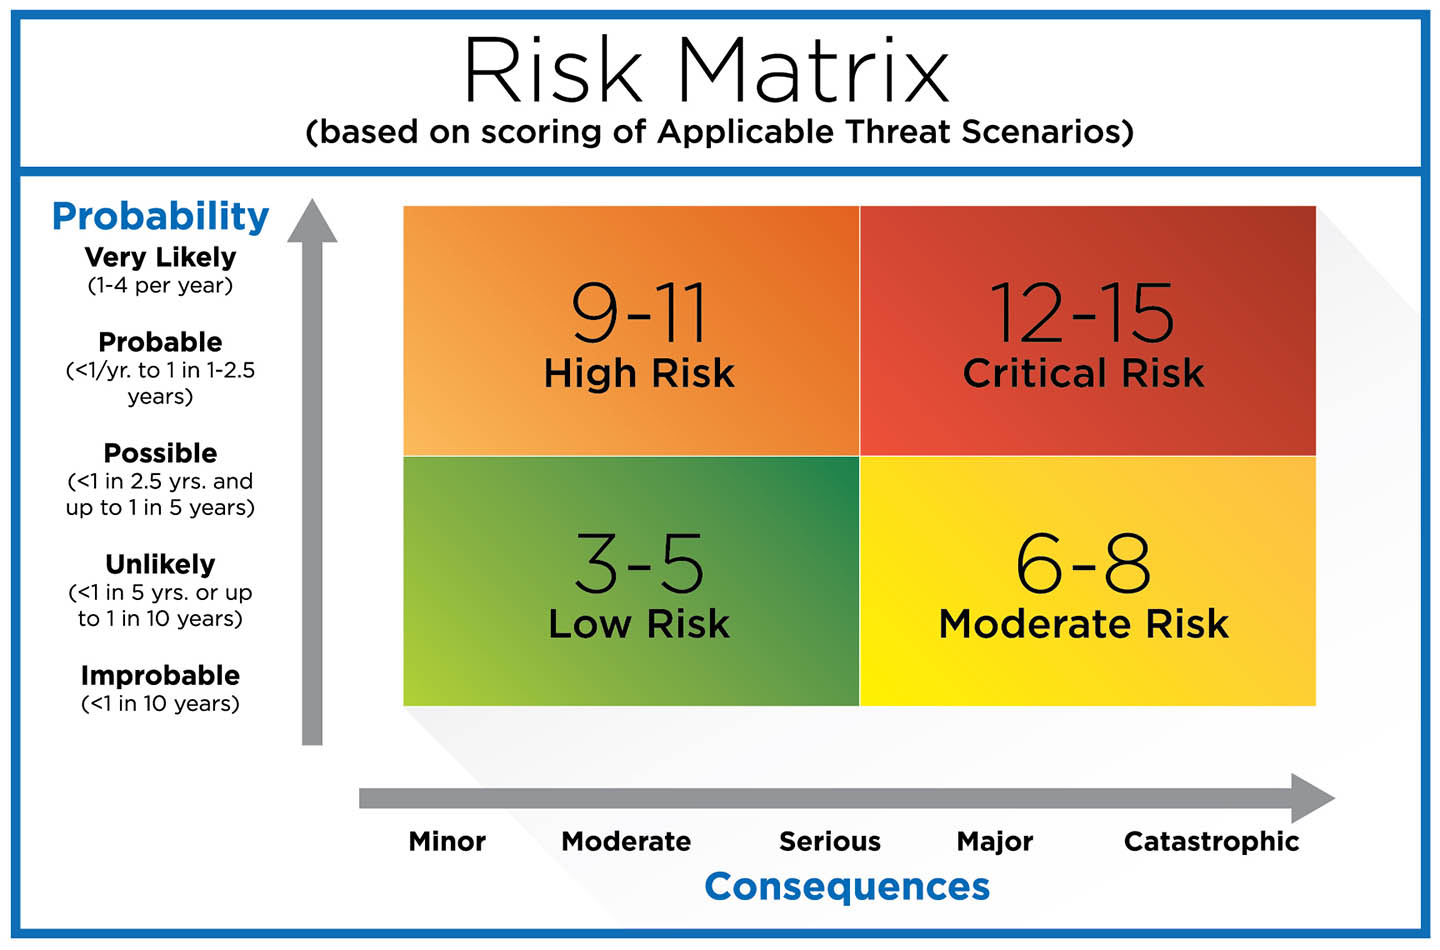 Risk Matrix
(based on scoring of Applicable Threat Scenarios)
Probability
Very Likely
(1-4 per year)
Probable
(<1/yr. to 1 in 1-2.5
years)
Possible
(<1 in 2.5 yrs. and
up to 1 in 5 years)
Unlikely
(<1 in 5 yrs. or up
to 1 in 10 years)
Improbable
(<1 in 10 years)
9-11
High Risk
12-15
Critical Risk
3-5
Low Risk
6-8
Moderate Risk
Minor Moderate Serious Major Catastrophic
Consequences